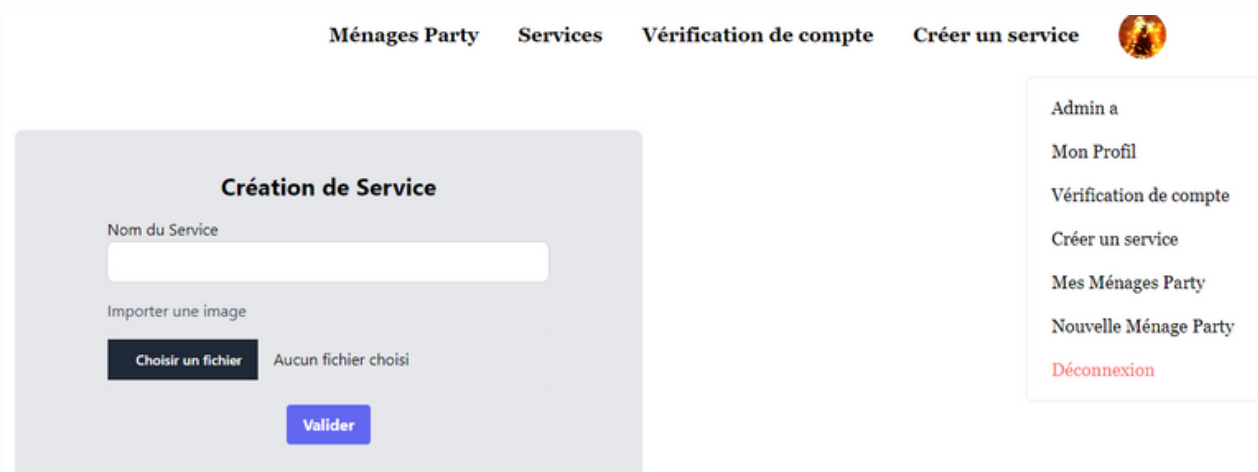 Ménages Party Services Vérification de compte Créer un service
Admin a
Mon Profil
Vérification de compte
Créer un service
Mes Ménages Party
Nouvelle Ménage Party
Déconnexion
Création de Service
Nom du Service
Importer une image
Choisir un fichier Aucun fichier choisi
Valider